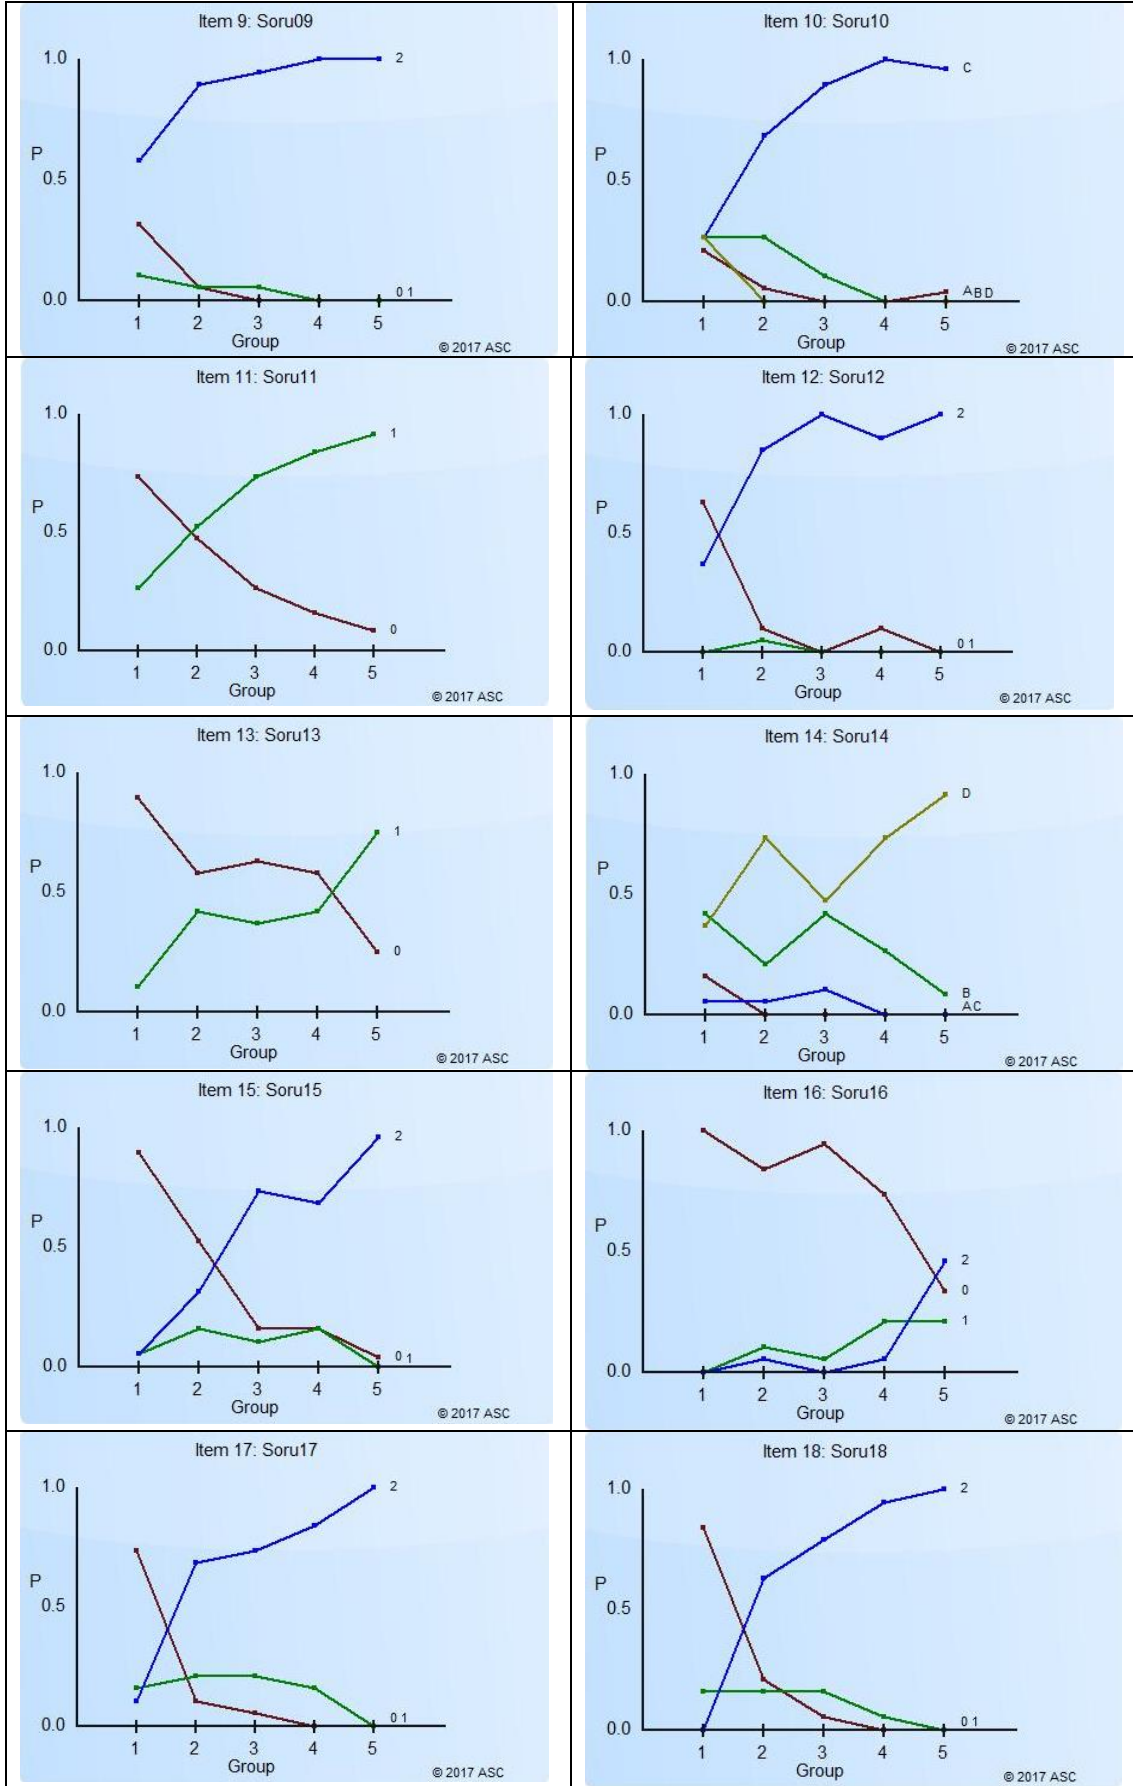 Item 9: Soru09
1.0
2
P
0.5
0.0
0 1
1 2 3 4 5
Group
© 2017 ASC
Item 10: Soru10
1.0
C
P
0.5
0.0
A B D
1 2 3 4 5
Group
© 2017 ASC
Item 11: Soru11
1.0
1
P
0.5
0.0
0
1 2 3 4 5
Group
© 2017 ASC
Item 12: Soru12
1.0
2
P
0.5
0.0
0 1
1 2 3 4 5
Group
© 2017 ASC
Item 13: Soru13
1.0
1
P
0.5
0
0.0
1 2 3 4 5
Group
© 2017 ASC
Item 14: Soru14
1.0
D
P
0.5
B
A C
0.0
1 2 3 4 5
Group
© 2017 ASC
Item 15: Soru15
1.0
2
P
0.5
0.0
0 1
1 2 3 4 5
Group
© 2017 ASC
Item 16: Soru16
1.0
P
0.5
2
0
1
0.0
1 2 3 4 5
Group
© 2017 ASC
Item 17: Soru17
1.0
2
P
0.5
0.0
0 1
1 2 3 4 5
Group
© 2017 ASC
Item 18: Soru18
1.0
2
P
0.5
0.0
0 1
1 2 3 4 5
Group
© 2017 ASC